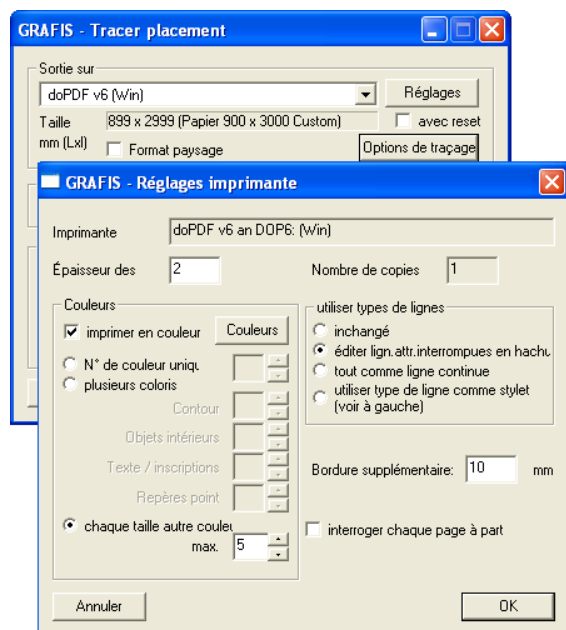 GRAFIS - Tracer placement
Sortie sur
doPDF v6 (Win)
Réglages
Taille
899 x 2999 (Papier 900 x 3000 Custom)
avec reset
mm (LxI)
Format paysage
Options de traçage
GRAFIS - Réglages imprimante
Imprimante
doPDF v6 an DOP6: (Win)
Épaisseur des
2
Nombre de copies
1
Couleurs
imprimer en couleur
Couleurs
N° de couleur uniqu
plusieurs coloris
Contour
Objets intérieurs
Texte / inscriptions
Repères point
chaque taille autre couleu
max.
5
utiliser types de lignes
inchangé
éditer lign.attr.interrompues en hachu
tout comme ligne continue
utiliser type de ligne comme stylet
(voir à gauche)
Bordure supplémentaire:
10
mm
interroger chaque page à part
Annuler
OK